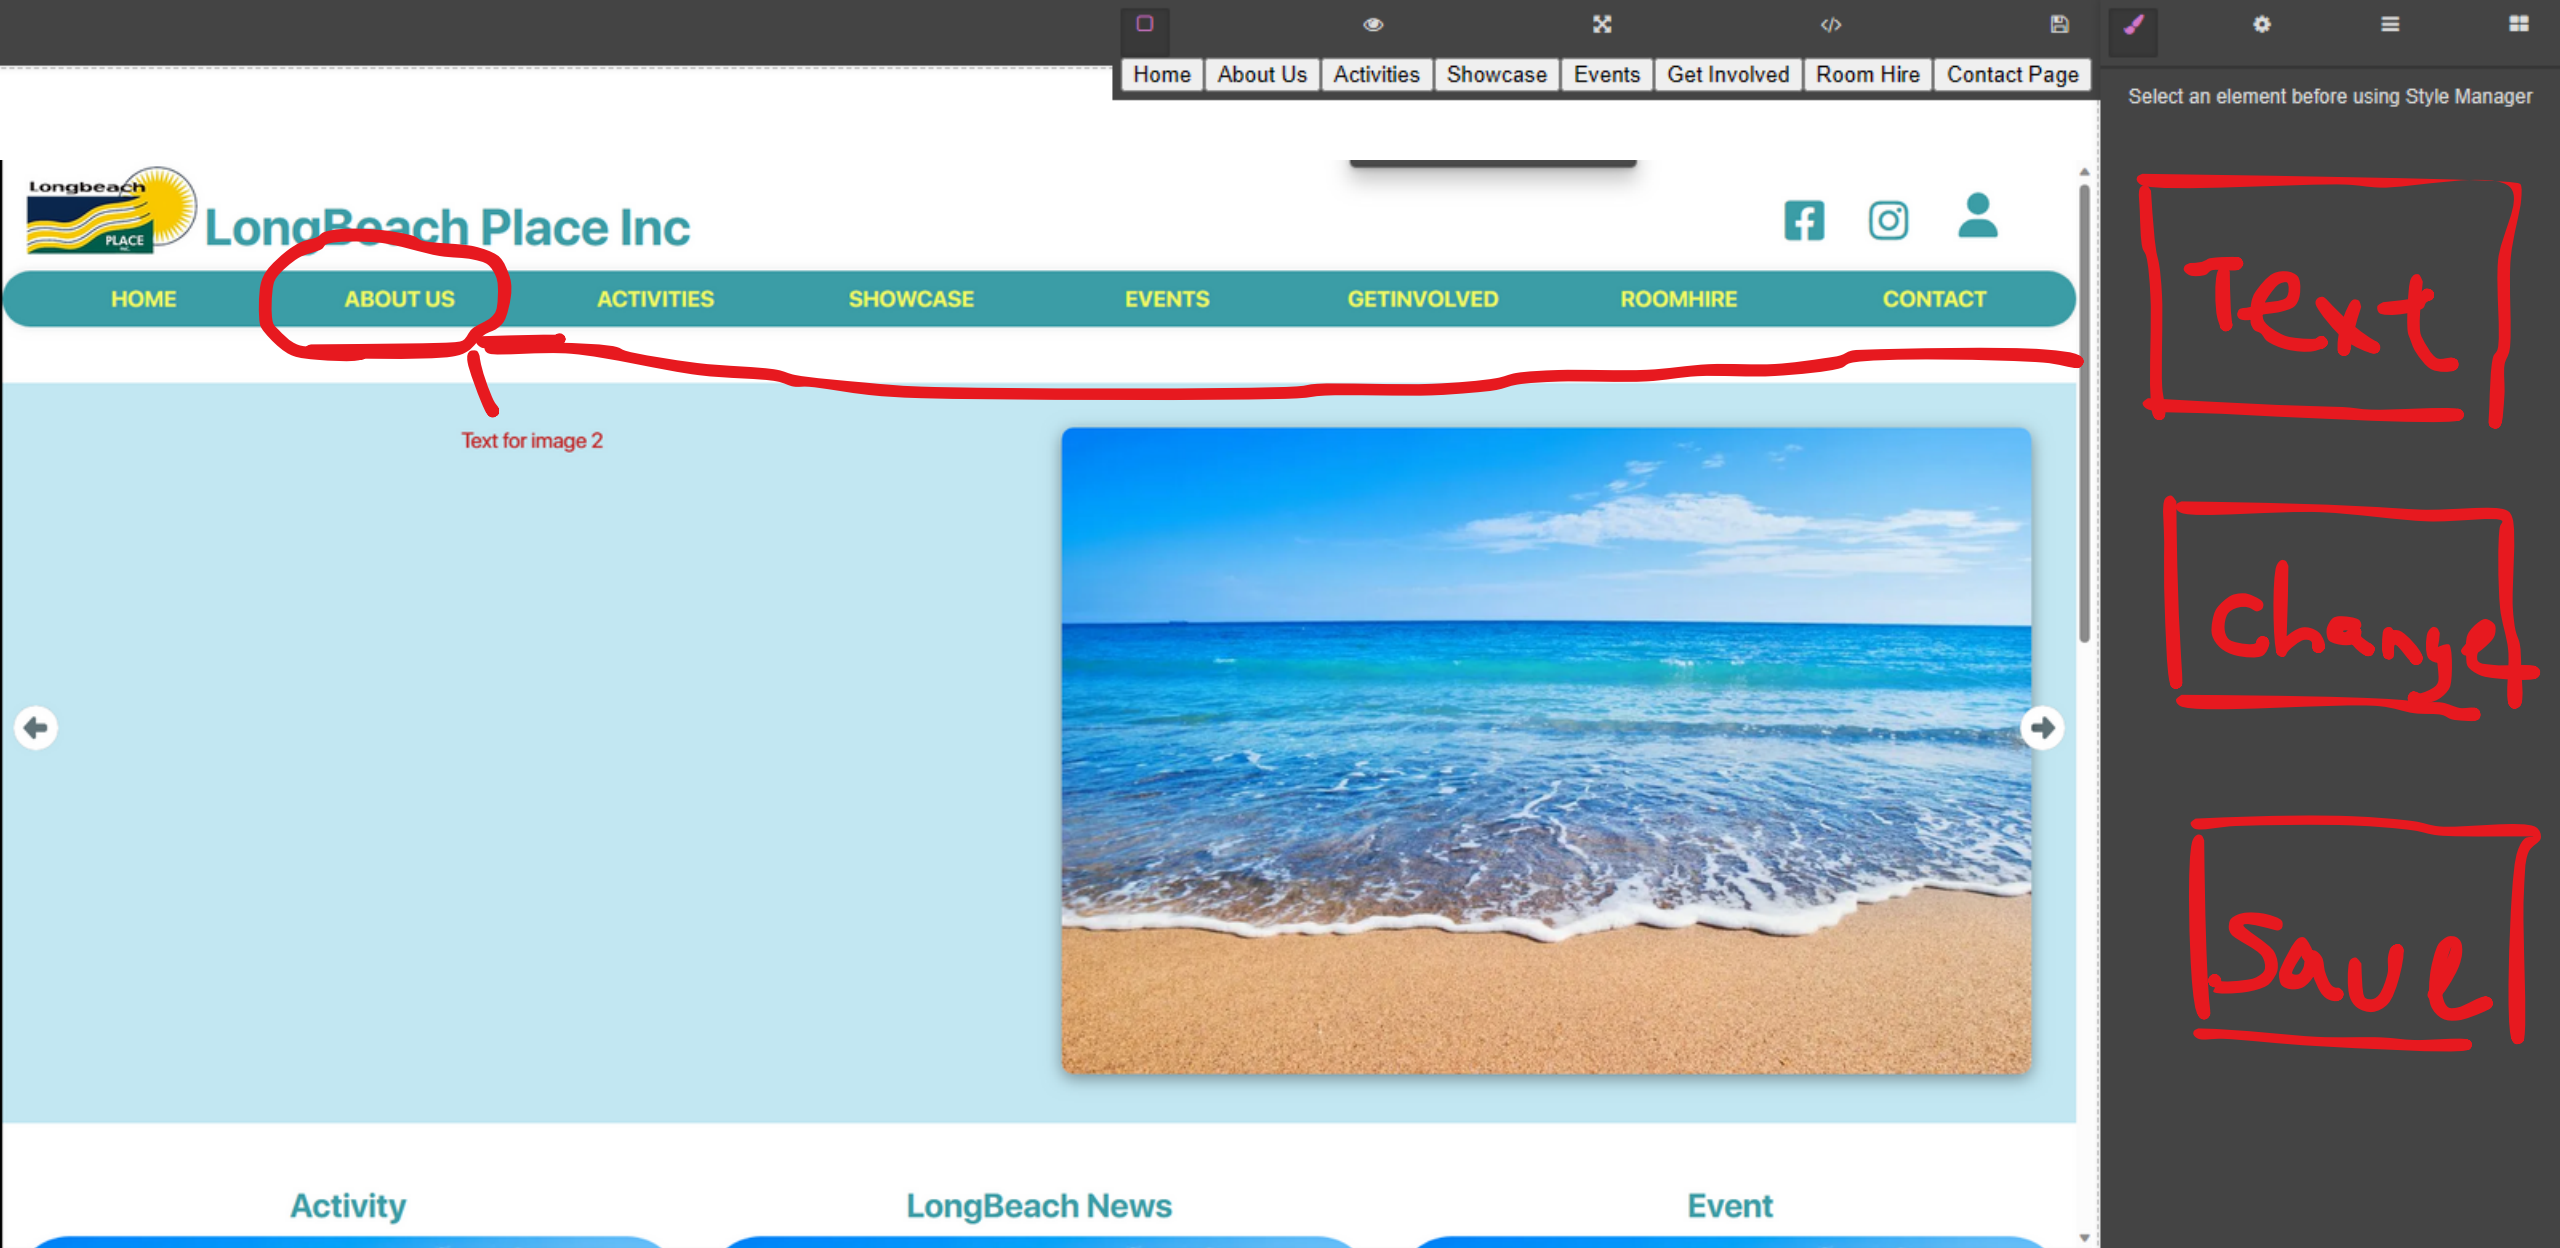 Home About Us Activities Showcase Events Get Involved Room Hire Contact Page
Select an element before using Style Manager
Longbeach
PLACE
INC.
LongBeach Place Inc
HOME ABOUT US ACTIVITIES SHOWCASE EVENTS GETINVOLVED ROOMHIRE CONTACT
Text
Text for image 2
Change
Save
Activity LongBeach News Event